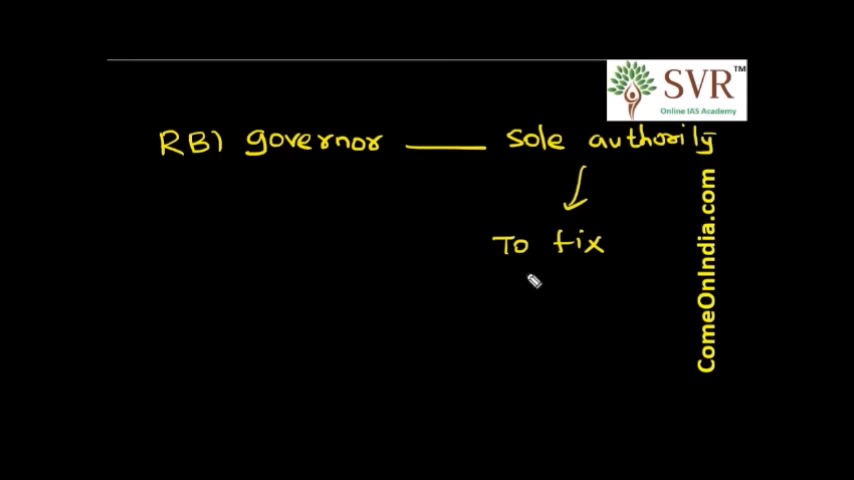 SVR™
Online IAS Academy
RBI governor —— sole authority
To fix
ComeOnIndia.com